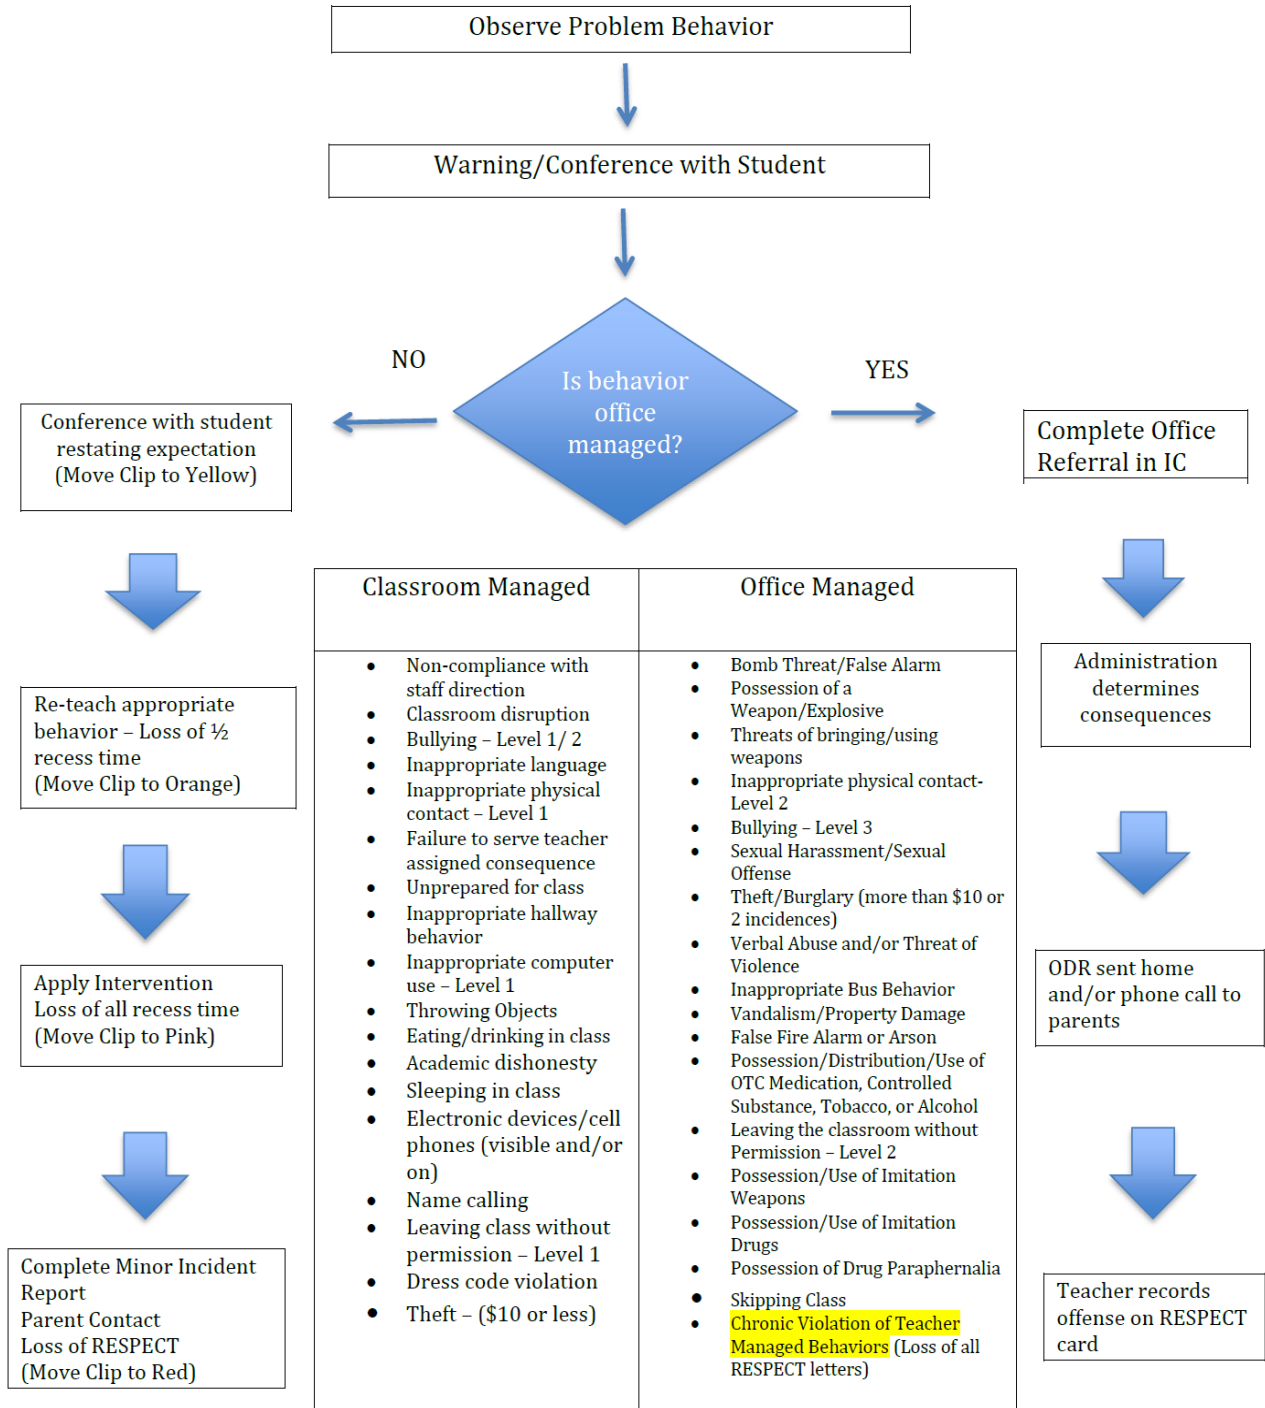 Observe Problem Behavior
Warning/Conference with Student
NO
YES
Is behavior
office
managed?
Conference with student
restating expectation
(Move Clip to Yellow)
Re-teach appropriate
behavior – Loss of ½
recess time
(Move Clip to Orange)
Apply Intervention
Loss of all recess time
(Move Clip to Pink)
Complete Minor Incident
Report
Parent Contact
Loss of RESPECT
(Move Clip to Red)
Classroom Managed
• Non-compliance with
staff direction
• Classroom disruption
• Bullying – Level 1/ 2
• Inappropriate language
• Inappropriate physical
contact – Level 1
• Failure to serve teacher
assigned consequence
• Unprepared for class
• Inappropriate hallway
behavior
• Inappropriate computer
use – Level 1
• Throwing Objects
• Eating/drinking in class
• Academic dishonesty
• Sleeping in class
• Electronic devices/cell
phones (visible and/or
on)
• Name calling
• Leaving class without
permission – Level 1
• Dress code violation
• Theft – ($10 or less)
Office Managed
• Bomb Threat/False Alarm
• Possession of a
Weapon/Explosive
• Threats of bringing/using
weapons
• Inappropriate physical contact-
Level 2
• Bullying – Level 3
• Sexual Harassment/Sexual
Offense
• Theft/Burglary (more than $10 or
2 incidences)
• Verbal Abuse and/or Threat of
Violence
• Inappropriate Bus Behavior
• Vandalism/Property Damage
• False Fire Alarm or Arson
• Possession/Distribution/Use of
OTC Medication, Controlled
Substance, Tobacco, or Alcohol
• Leaving the classroom without
Permission – Level 2
• Possession/Use of Imitation
Weapons
• Possession/Use of Imitation
Drugs
• Possession of Drug Paraphernalia
• Skipping Class
• Chronic Violation of Teacher
Managed Behaviors (Loss of all
RESPECT letters)
Complete Office
Referral in IC
Administration
determines
consequences
ODR sent home
and/or phone call to
parents
Teacher records
offense on RESPECT
card